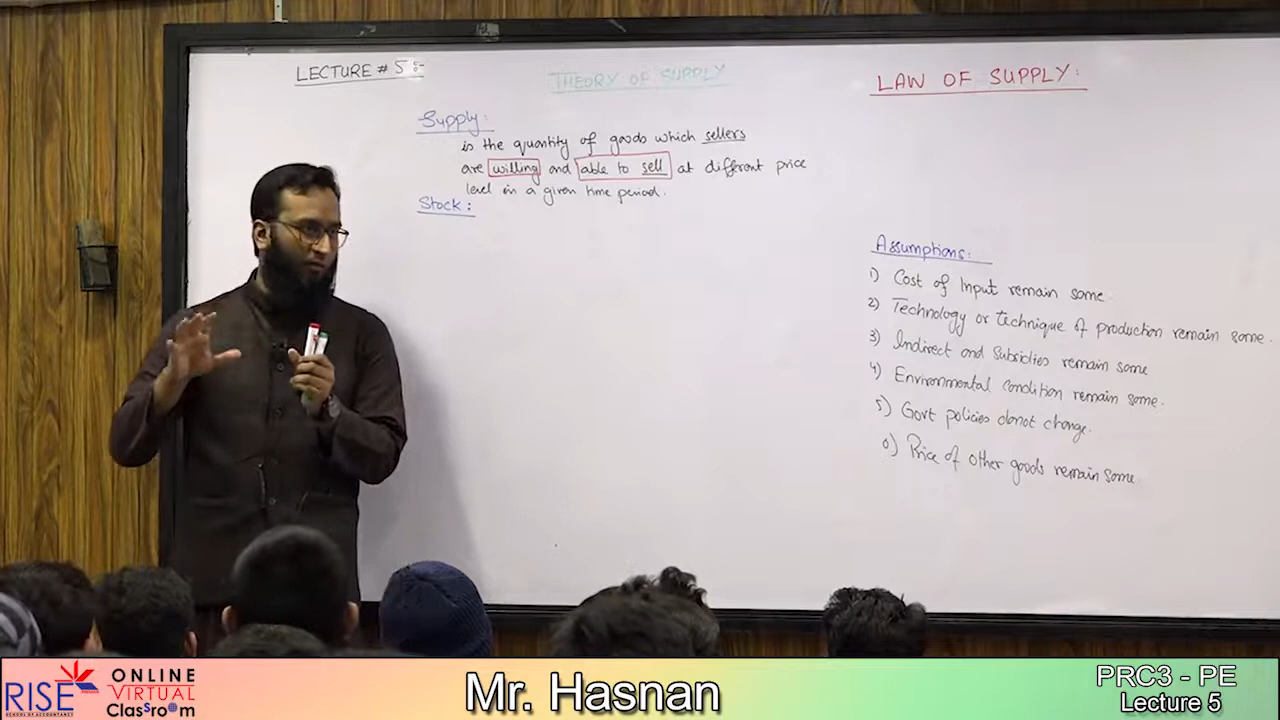 LECTURE # 5 :-
THEORY OF SUPPLY
Supply:
is the quantity of goods which sellers
are willing and able to sell at different price
level in a given time period.
Stock:
LAW OF SUPPLY:
Assumptions:
1) Cost of Input remain same.
2) Technology or technique of production remain same.
3) Indirect and Subsidies remain same
4) Environmental condition remain same.
5) Govt policies donot change.
6) Price of other goods remain same
RISE
SCHOOL OF ACCOUNTANCY
ONLINE
VIRTUAL
Classroom
Mr. Hasnan
PRC3 - PE
Lecture 5